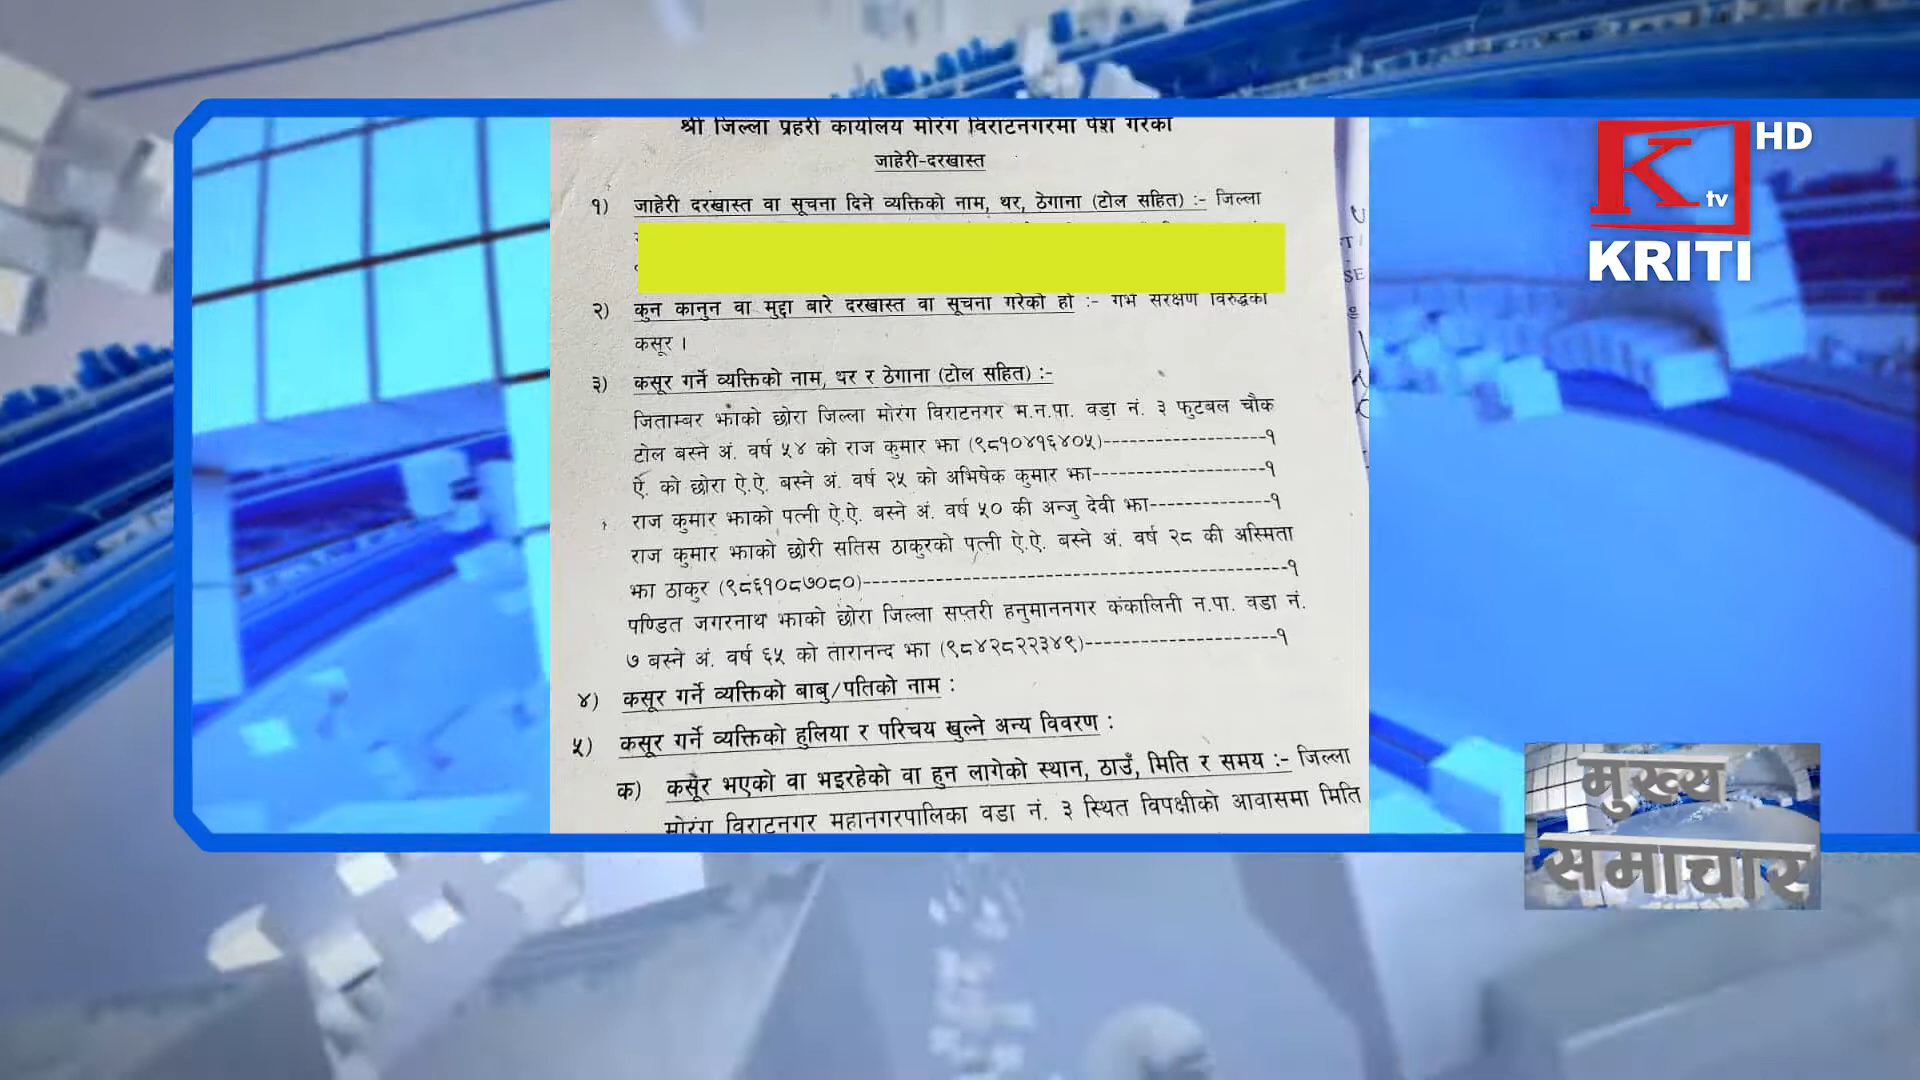 श्री जिल्ला प्रहरी कार्यालय मोरंग विराटनगरमा पेश गरेको
जाहेरी-दरखास्त
१) जाहेरी दरखास्त वा सूचना दिने व्यक्तिको नाम, थर, ठेगाना (टोल सहित) :- जिल्ला
२) कुन कानुन वा मुद्दा बारे दरखास्त वा सूचना गरेको हो :- गर्भ संरक्षण विरुद्धको
कसूर ।
३) कसूर गर्ने व्यक्तिको नाम, थर र ठेगाना (टोल सहित) :-
जिताम्बर झाको छोरा जिल्ला मोरंग विराटनगर म.न.पा. वडा नं. ३ फुटबल चौक
टोल बस्ने अं. वर्ष ५४ को राज कुमार झा (९८१०४१६४०५)-------------------१
ऐ. को छोरा ऐ.ऐ. बस्ने अं. वर्ष २५ को अभिषेक कुमार झा-------------------१
राज कुमार झाको पत्नी ऐ.ऐ. बस्ने अं. वर्ष ५० की अन्जु देवी झा-------------१
राज कुमार झाको छोरी सतिस ठाकुरको पत्नी ऐ.ऐ. बस्ने अं. वर्ष २८ की अस्मिता
झा ठाकुर (९८६१०८७०८०)-----------------------------------------------१
पण्डित जगरनाथ झाको छोरा जिल्ला सप्तरी हनुमाननगर कंकालिनी न.पा. वडा नं.
७ बस्ने अं. वर्ष ६५ को तारानन्द झा (९८४२८२२३४९)---------------------१
४) कसूर गर्ने व्यक्तिको बाबु/पतिको नाम :
५) कसूर गर्ने व्यक्तिको हुलिया र परिचय खुल्ने अन्य विवरण :
क) कसूर भएको वा भइरहेको वा हुन लागेको स्थान, ठाउँ, मिति र समय :- जिल्ला
मोरंग विराटनगर महानगरपालिका वडा नं. ३ स्थित विपक्षीको आवासमा मिति
K tv HD
KRITI
मुख्य
समाचार